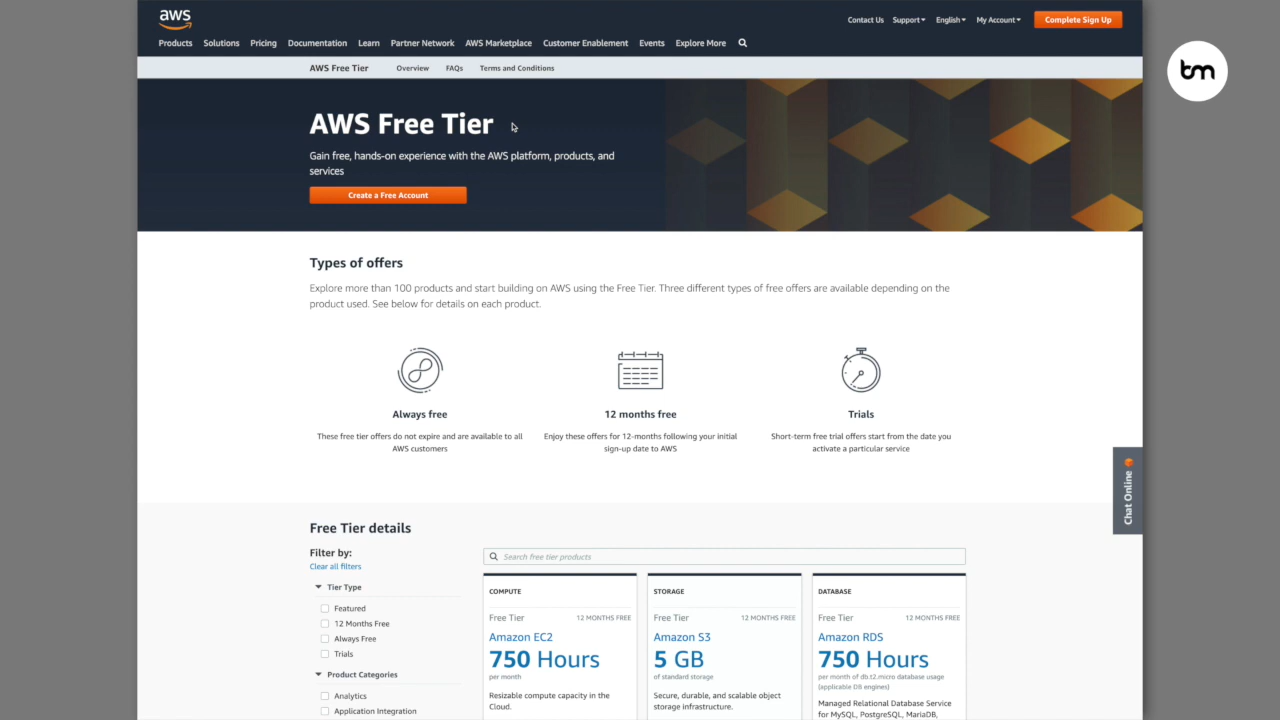 aws
Contact Us Support English My Account Complete Sign Up
Products Solutions Pricing Documentation Learn Partner Network AWS Marketplace Customer Enablement Events Explore More
bm
AWS Free Tier Overview FAQs Terms and Conditions
AWS Free Tier
Gain free, hands-on experience with the AWS platform, products, and
services
Create a Free Account
Types of offers
Explore more than 100 products and start building on AWS using the Free Tier. Three different types of free offers are available depending on the
product used. See below for details on each product.
Always free
These free tier offers do not expire and are available to all
AWS customers
12 months free
Enjoy these offers for 12-months following your initial
sign-up date to AWS
Trials
Short-term free trial offers start from the date you
activate a particular service
Chat Online
Free Tier details
Filter by:
Clear all filters
Tier Type
Featured
12 Months Free
Always Free
Trials
Product Categories
Analytics
Application Integration
Search free tier products
COMPUTE
Free Tier 12 MONTHS FREE
Amazon EC2
750 Hours
per month
Resizable compute capacity in the
Cloud.
STORAGE
Free Tier 12 MONTHS FREE
Amazon S3
5 GB
of standard storage
Secure, durable, and scalable object
storage infrastructure.
DATABASE
Free Tier 12 MONTHS FREE
Amazon RDS
750 Hours
per month of db.t2.micro database usage
(applicable DB engines)
Managed Relational Database Service
for MySQL, PostgreSQL, MariaDB,